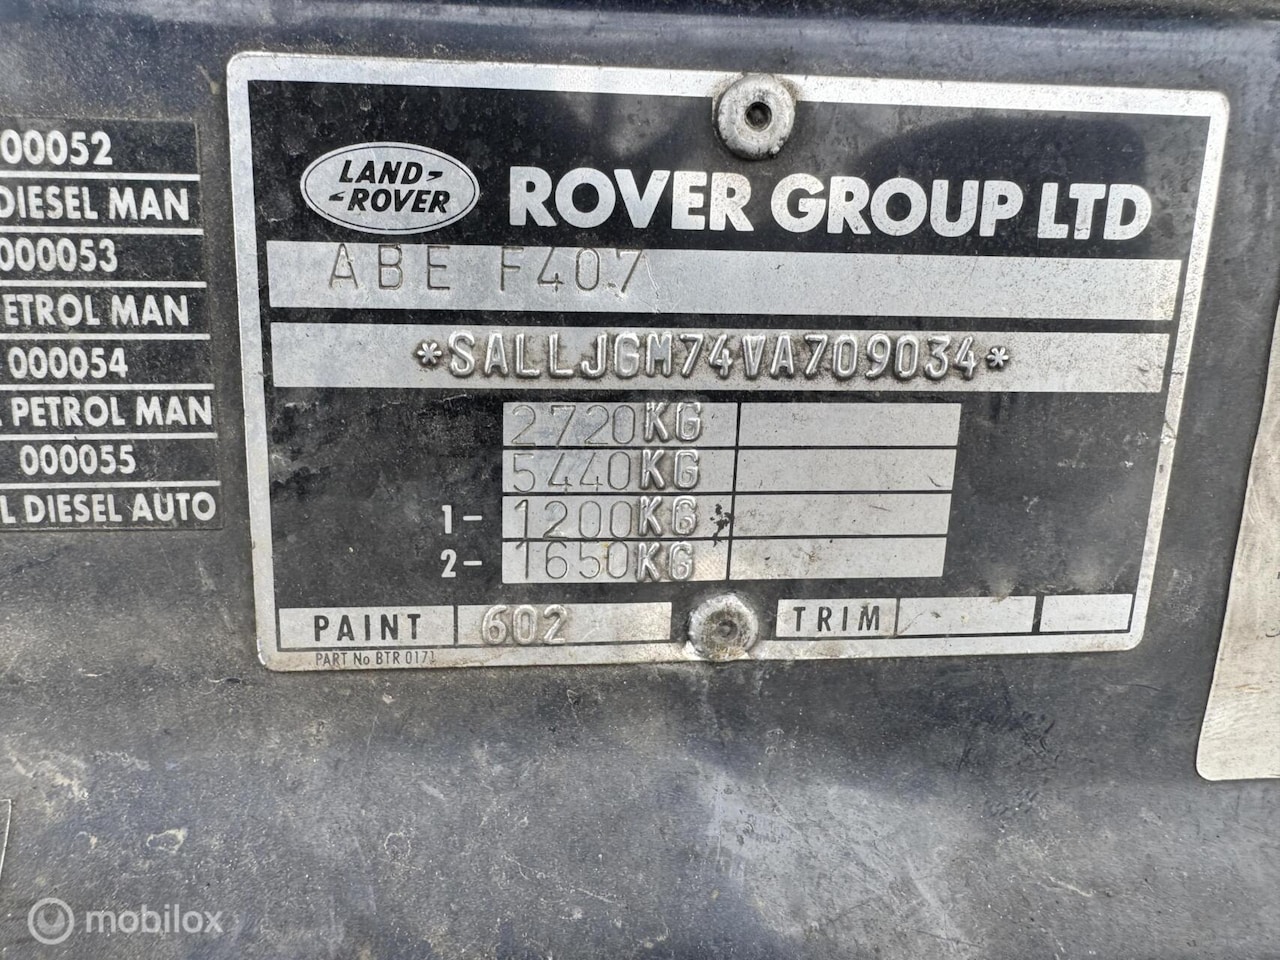 00052
DIESEL MAN
000053
ETROL MAN
000054
PETROL MAN
000055
L DIESEL AUTO
LAND-
-ROVER
ROVER GROUP LTD
ABE F407
*SALLJGM74VA709034*
2720KG
5440KG
1- 1200KG
2- 1650KG
PAINT 602 TRIM
PART No BTR 0171
mobilox